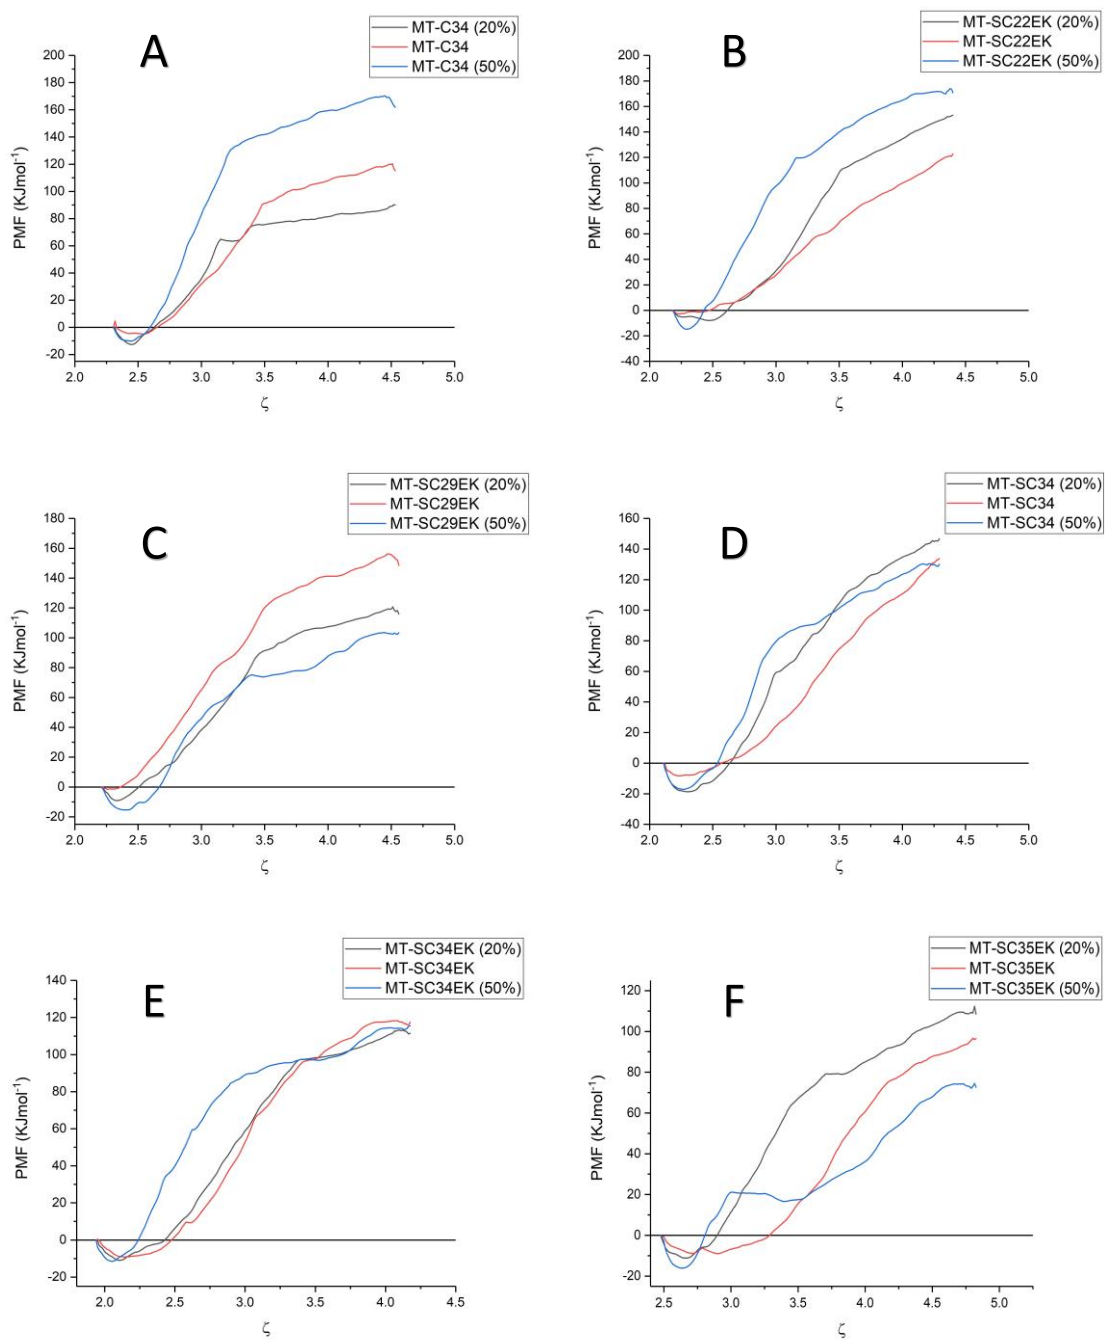 A
MT-C34 (20%)
MT-C34
MT-C34 (50%)
200
180
160
140
120
100
80
60
40
20
0
-20
PMF (KJmol⁻¹)
2.0 2.5 3.0 3.5 4.0 4.5 5.0
ζ
B
MT-SC22EK (20%)
MT-SC22EK
MT-SC22EK (50%)
200
180
160
140
120
100
80
60
40
20
0
-20
-40
PMF (KJmol⁻¹)
2.0 2.5 3.0 3.5 4.0 4.5 5.0
ζ
C
MT-SC29EK (20%)
MT-SC29EK
MT-SC29EK (50%)
180
160
140
120
100
80
60
40
20
0
-20
PMF (KJmol⁻¹)
2.0 2.5 3.0 3.5 4.0 4.5 5.0
ζ
D
MT-SC34 (20%)
MT-SC34
MT-SC34 (50%)
160
140
120
100
80
60
40
20
0
-20
-40
PMF (KJmol⁻¹)
2.0 2.5 3.0 3.5 4.0 4.5 5.0
ζ
E
MT-SC34EK (20%)
MT-SC34EK
MT-SC34EK (50%)
140
120
100
80
60
40
20
0
-20
PMF (KJmol⁻¹)
2.0 2.5 3.0 3.5 4.0 4.5
ζ
F
MT-SC35EK (20%)
MT-SC35EK
MT-SC35EK (50%)
120
100
80
60
40
20
0
-20
PMF (KJmol⁻¹)
2.5 3.0 3.5 4.0 4.5 5.0
ζ